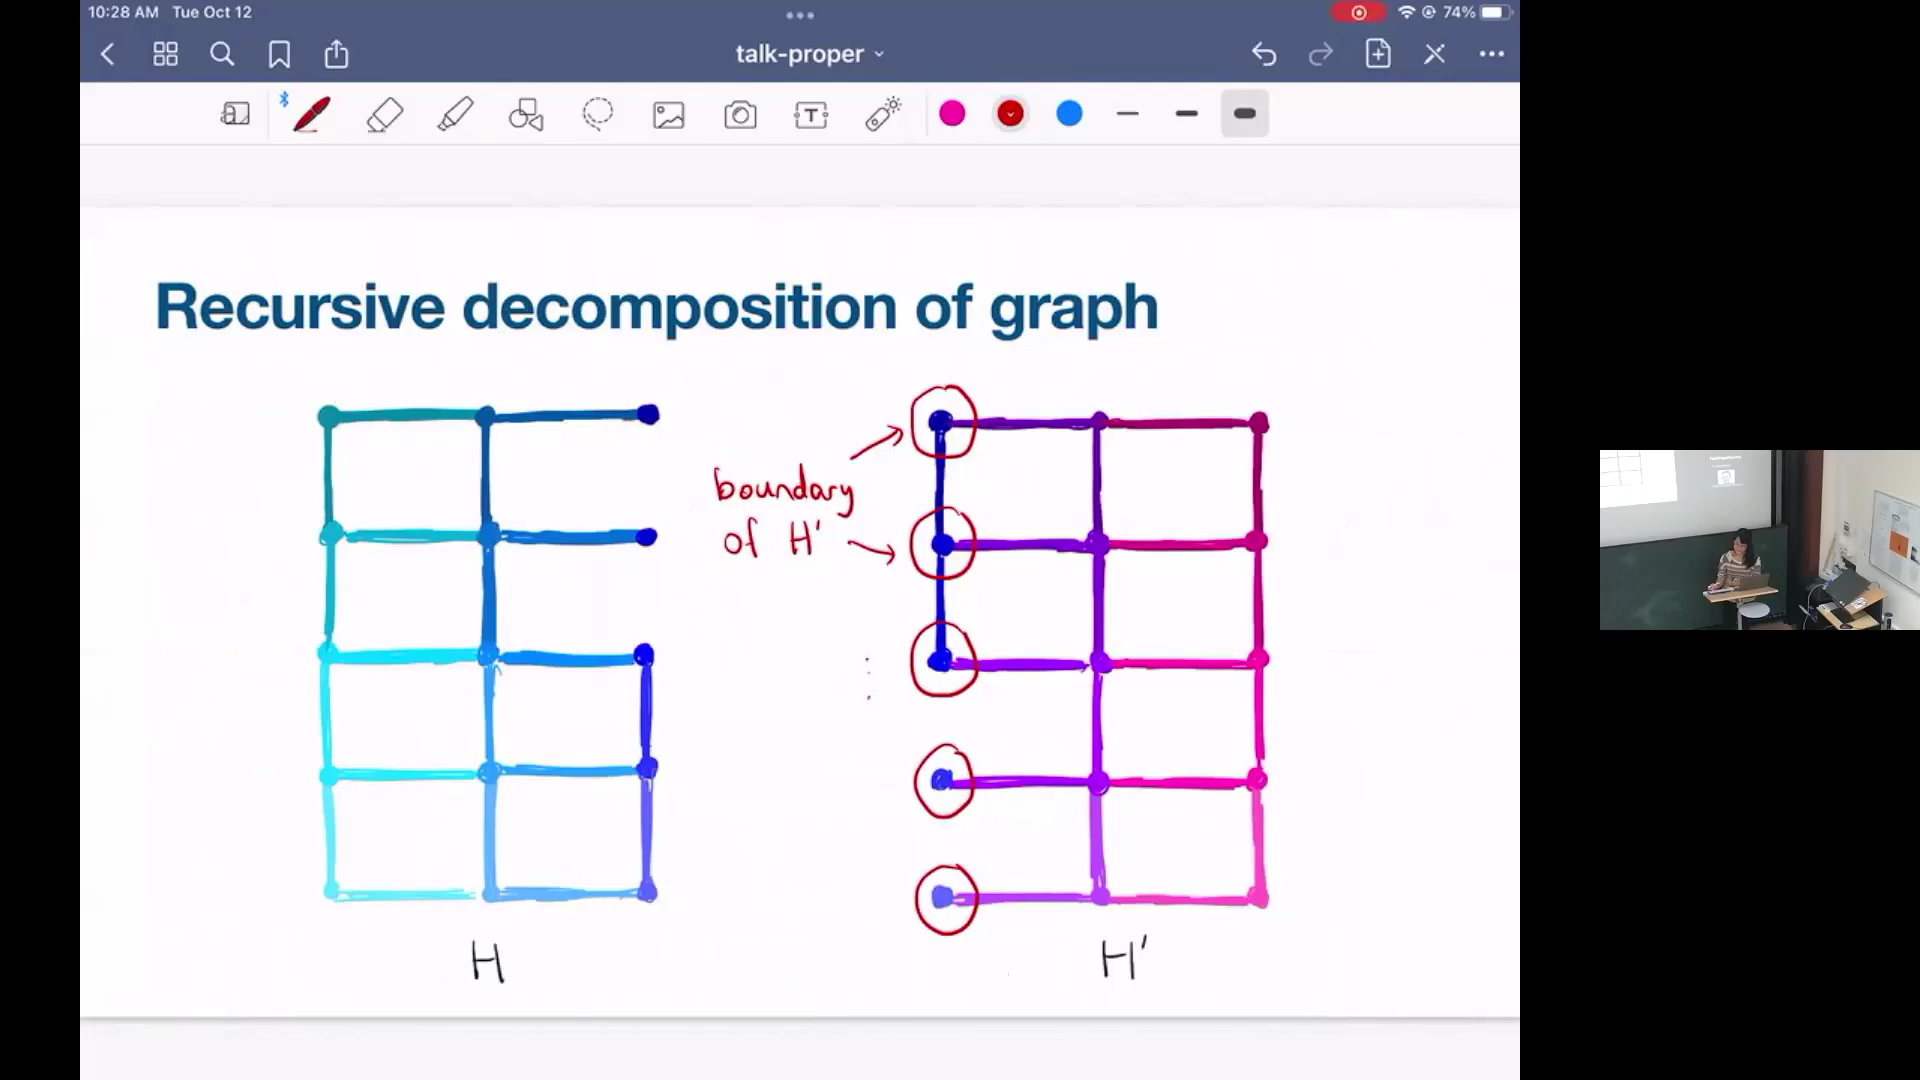 10:28 AM Tue Oct 12
74%
talk-proper
T
Recursive decomposition of graph
boundary
of H'
H
H'